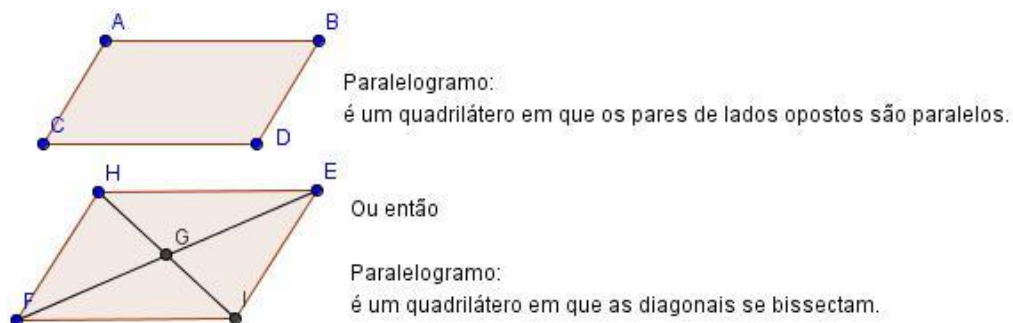 A
B
Paralelogramo:
é um quadrilátero em que os pares de lados opostos são paralelos.
C
D
H
E
Ou então
G
Paralelogramo:
é um quadrilátero em que as diagonais se bissectam.
F
I